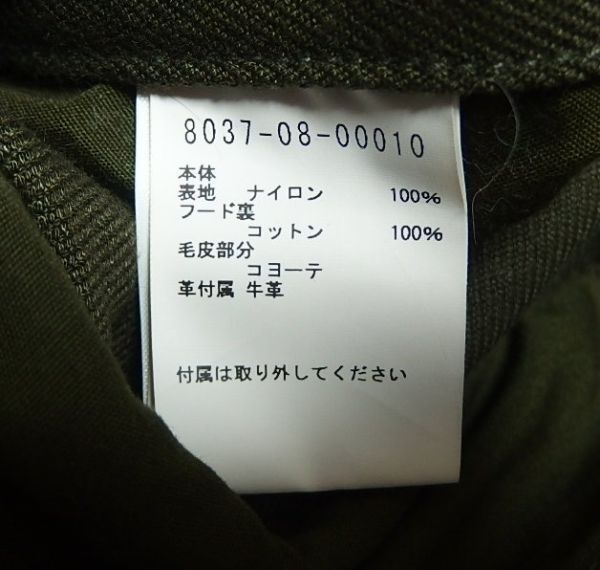 8037-08-00010
本体
表地 ナイロン 100%
フード裏
コットン 100%
毛皮部分
コヨーテ
革付属 牛革
付属は取り外してください